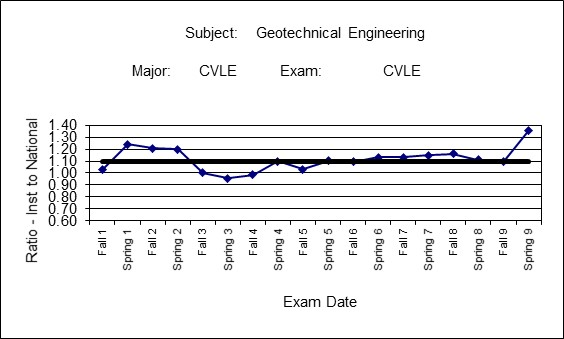 Subject: Geotechnical Engineering
Major: CVLE Exam: CVLE
Ratio - Inst to National
1.40
1.30
1.20
1.10
1.00
0.90
0.80
0.70
0.60
Fall 1
Spring 1
Fall 2
Spring 2
Fall 3
Spring 3
Fall 4
Spring 4
Fall 5
Spring 5
Fall 6
Spring 6
Fall 7
Spring 7
Fall 8
Spring 8
Fall 9
Spring 9
Exam Date